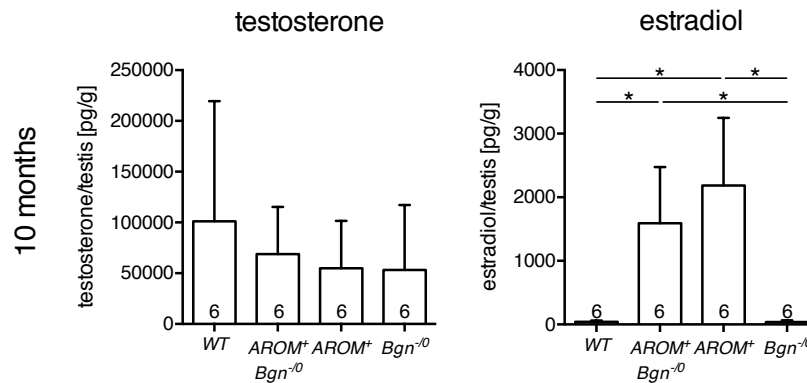 testosterone
estradiol
10 months
testosterone/testis [pg/g]
250000
200000
150000
100000
50000
0
6 6 6 6
WT AROM⁺ AROM⁺ Bgn⁻/⁰
Bgn⁻/⁰
estradiol/testis [pg/g]
4000
3000
2000
1000
0
* *
* *
6 6 6 6
WT AROM⁺ AROM⁺ Bgn⁻/⁰
Bgn⁻/⁰